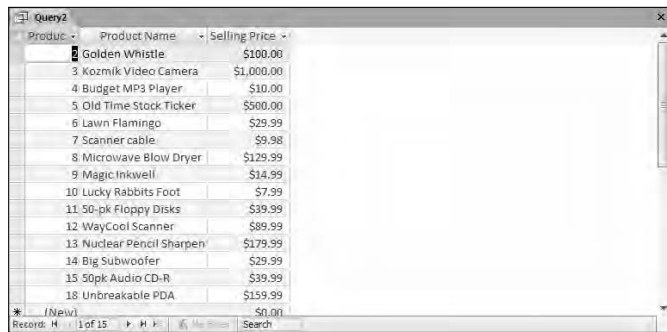 Query2
Produc Product Name Selling Price
2 Golden Whistle $100.00
3 Kozmik Video Camera $1,000.00
4 Budget MP3 Player $10.00
5 Old Time Stock Ticker $500.00
6 Lawn Flamingo $29.99
7 Scanner cable $9.98
8 Microwave Blow Dryer $129.99
9 Magic Inkwell $14.99
10 Lucky Rabbits Foot $7.99
11 50-pk Floppy Disks $39.99
12 WayCool Scanner $89.99
13 Nuclear Pencil Sharpen $179.99
14 Big Subwoofer $29.99
15 50pk Audio CD-R $39.99
18 Unbreakable PDA $159.99
* (New) $0.00
Record: 1 of 15 No Filter Search